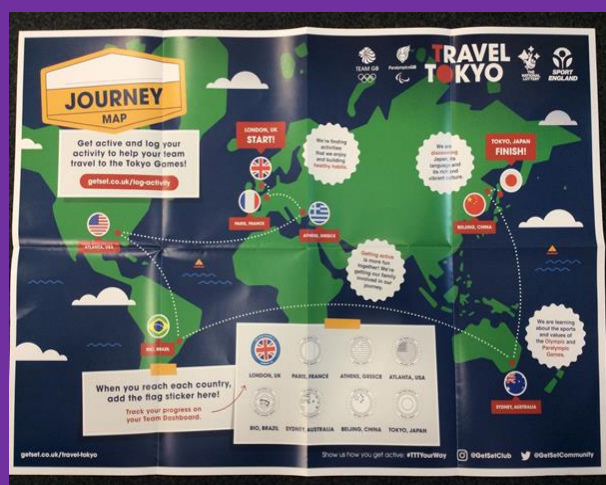 JOURNEY
MAP
Get active and log your
activity to help your team
travel to the Tokyo Games!
getset.co.uk/log-activity
TEAM GB
ParalympicsGB
TRAVEL
TOKYO
THE NATIONAL
LOTTERY
SPORT
ENGLAND
LONDON, UK
START!
We're finding
activities
that we enjoy
and building
healthy habits.
We are
discovering
Japan, its
language and
its rich and
vibrant culture.
TOKYO, JAPAN
FINISH!
PARIS, FRANCE
ATHENS, GREECE
BEIJING, CHINA
ATLANTA, USA
Getting active
is more fun
together! We're
getting our family
involved in our
journey.
RIO, BRAZIL
We are learning
about the sports
and values of
the Olympic and
Paralympic
Games.
SYDNEY, AUSTRALIA
When you reach each country,
add the flag sticker here!
Track your progress on
your Team Dashboard.
LONDON, UK
PARIS, FRANCE
ATHENS, GREECE
ATLANTA, USA
RIO, BRAZIL
SYDNEY, AUSTRALIA
BEIJING, CHINA
TOKYO, JAPAN
getset.co.uk/travel-tokyo
Show us how you get active: #TTTYourWay
@GetSetClub
@GetSetCommunity